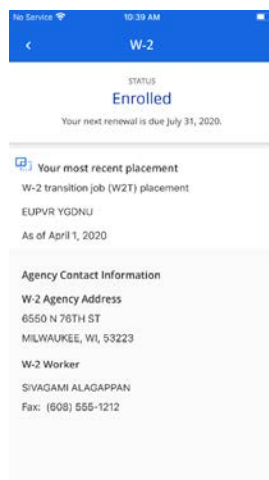 No Service 10:39 AM
W-2
STATUS
Enrolled
Your next renewal is due July 31, 2020.
Your most recent placement
W-2 transition job (W2T) placement
EUPVR YGDNU
As of April 1, 2020
Agency Contact Information
W-2 Agency Address
6550 N 76TH ST
MILWAUKEE, WI, 53223
W-2 Worker
SIVAGAMI ALAGAPPAN
Fax: (608) 555-1212